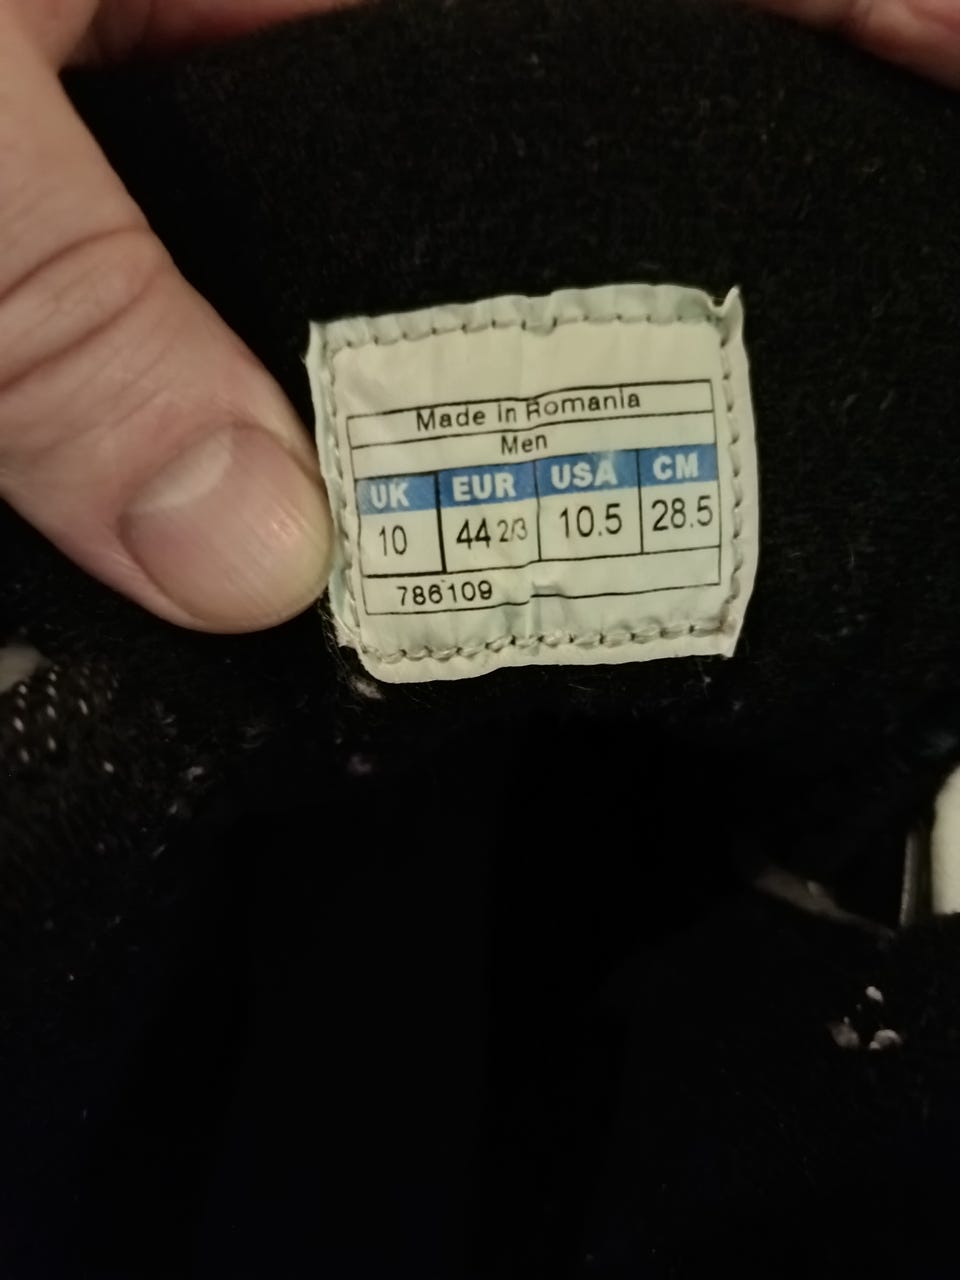 Made in Romania
Men
UK EUR USA CM
10 44 2/3 10.5 28.5
786109